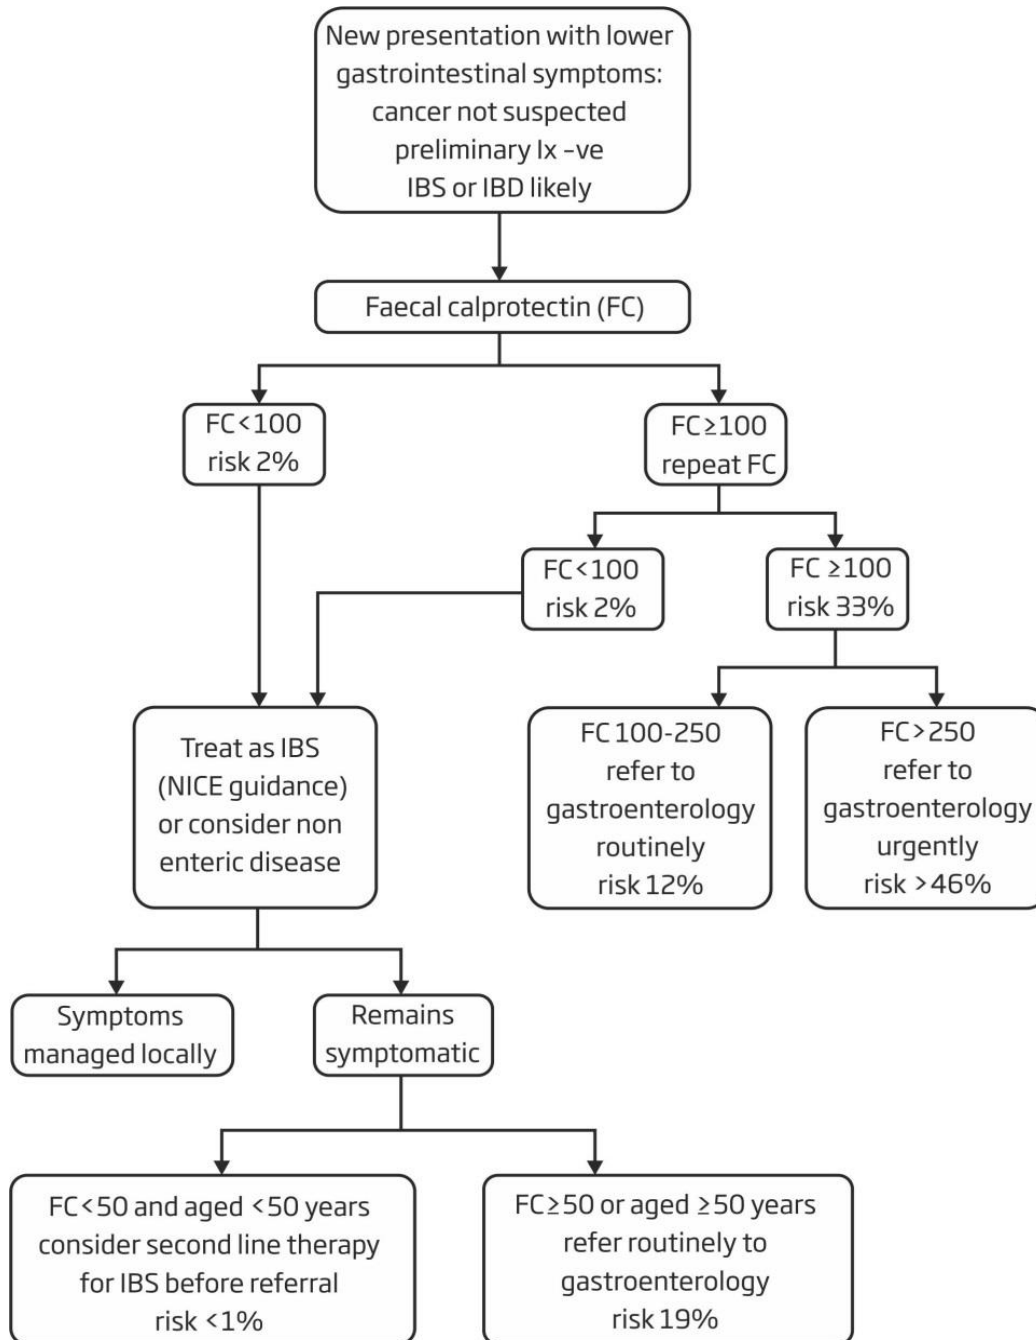 New presentation with lower
gastrointestinal symptoms:
cancer not suspected
preliminary Ix –ve
IBS or IBD likely
Faecal calprotectin (FC)
FC<100
risk 2%
FC≥100
repeat FC
FC<100
risk 2%
FC ≥100
risk 33%
Treat as IBS
(NICE guidance)
or consider non
enteric disease
FC 100-250
refer to
gastroenterology
routinely
risk 12%
FC>250
refer to
gastroenterology
urgently
risk >46%
Symptoms
managed locally
Remains
symptomatic
FC<50 and aged <50 years
consider second line therapy
for IBS before referral
risk <1%
FC≥50 or aged ≥50 years
refer routinely to
gastroenterology
risk 19%